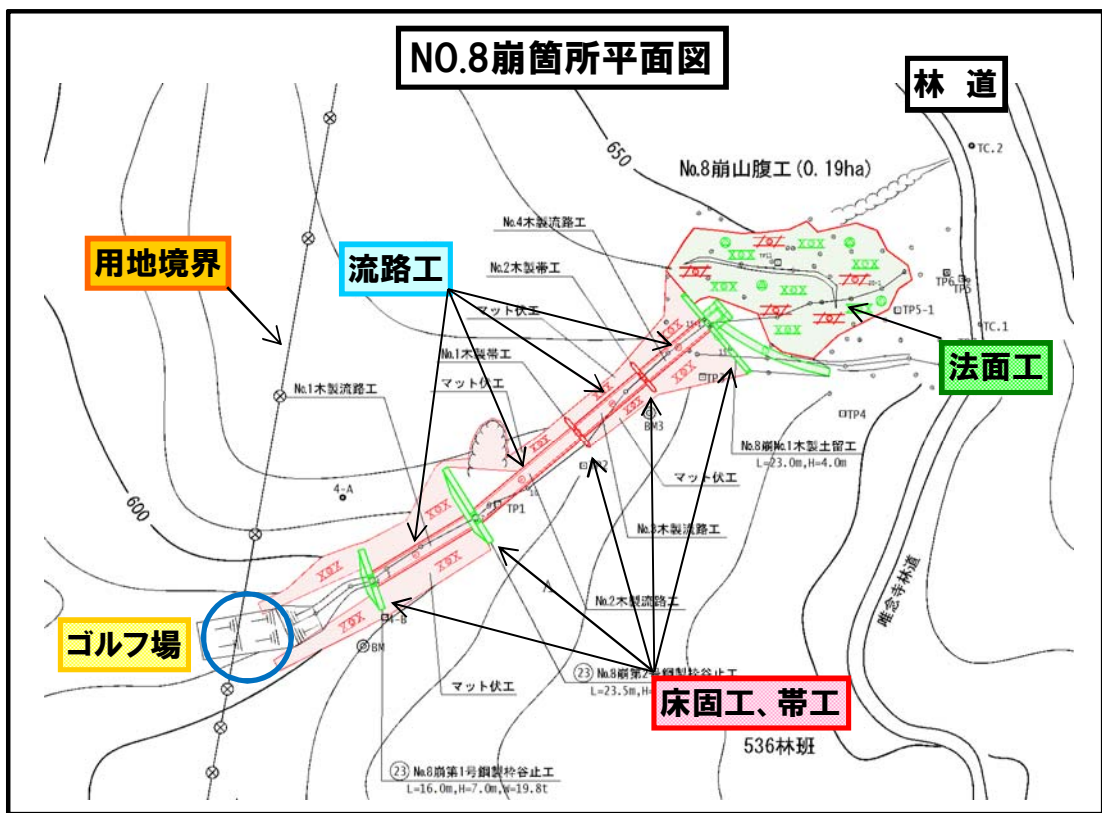 NO.8崩箇所平面図
林 道
TC.2
650
No.8崩山腹工(0.19ha)
No.4木製流路工
用地境界
流路工
No.2木製帯工
マット伏工
TP6
TP5
TP5-1
TC.1
No.1木製帯工
法面工
No.1木製流路工
マット伏工
BM3
TP4
No.8崩No.1木製土留工
L=23.0m,H=4.0m
マット伏工
4-A
600
TP1
No.3木製流路工
唯念寺林道
No.2木製流路工
ゴルフ場
BM
マット伏工
㉓ No.8崩第2号鋼製枠谷止工
L=23.5m,H=
床固工、帯工
536林班
㉓ No.8崩第1号鋼製枠谷止工
L=16.0m,H=7.0m,W=19.8t